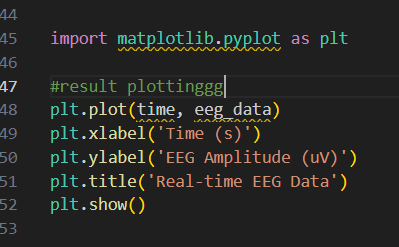 44
45 import matplotlib.pyplot as plt
46
47 #result plottinggg
48 plt.plot(time, eeg_data)
49 plt.xlabel('Time (s)')
50 plt.ylabel('EEG Amplitude (uV)')
51 plt.title('Real-time EEG Data')
52 plt.show()
53